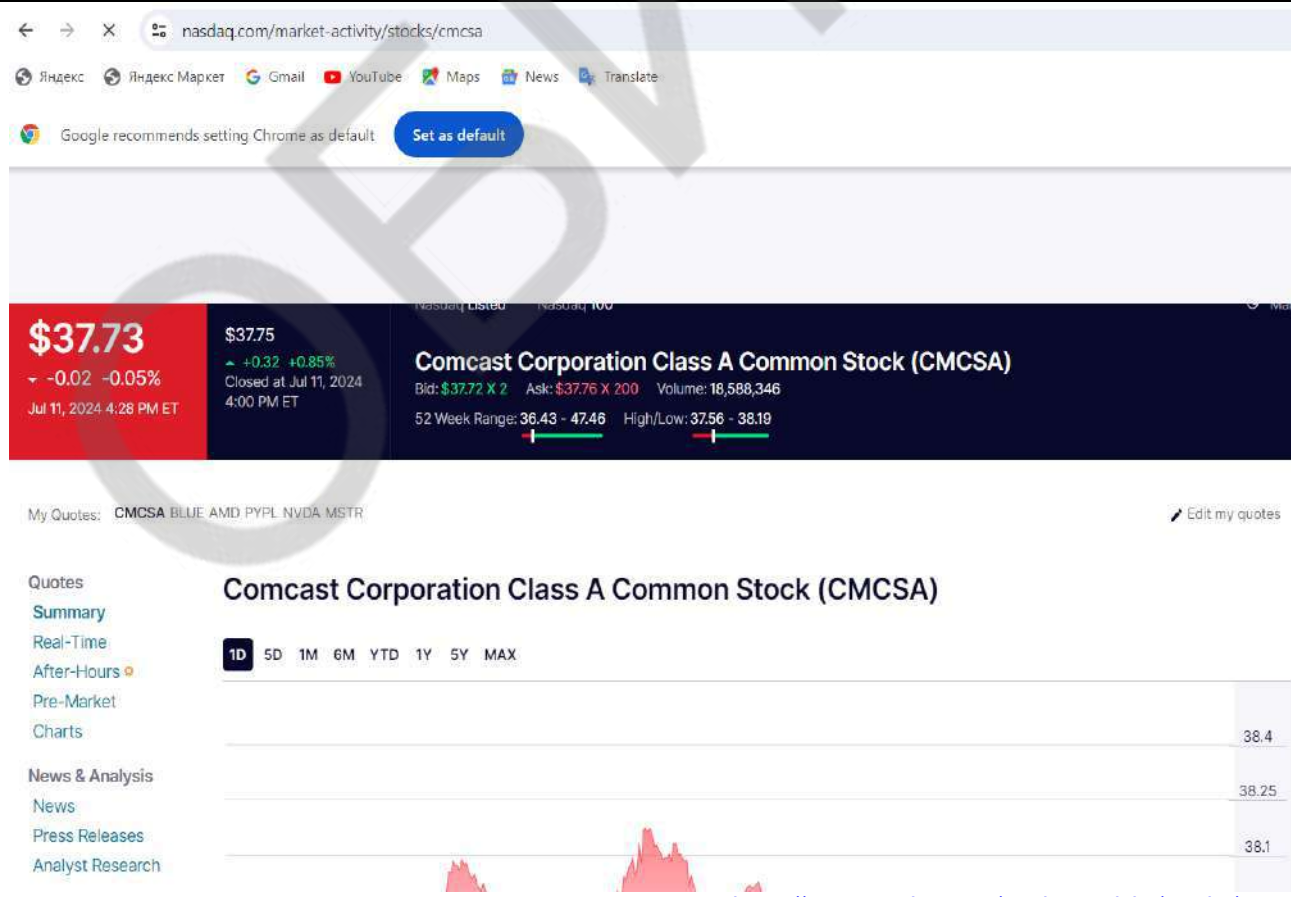 nasdaq.com/market-activity/stocks/cmcsa
Яндекс Яндекс Маркет Gmail YouTube Maps News Translate
Google recommends setting Chrome as default Set as default
Nasdaq Listed Nasdaq 100
$37.73
-0.02 -0.05%
Jul 11, 2024 4:28 PM ET
$37.75
+0.32 +0.85%
Closed at Jul 11, 2024
4:00 PM ET
Comcast Corporation Class A Common Stock (CMCSA)
Bid: $37.72 X 2 Ask: $37.76 X 200 Volume: 18,588,346
52 Week Range: 36.43 - 47.46 High/Low: 37.56 - 38.19
My Quotes: CMCSA BLUE AMD PYPL NVDA MSTR
Edit my quotes
Quotes
Summary
Real-Time
After-Hours
Pre-Market
Charts
News & Analysis
News
Press Releases
Analyst Research
Comcast Corporation Class A Common Stock (CMCSA)
1D 5D 1M 6M YTD 1Y 5Y MAX
38.4
38.25
38.1